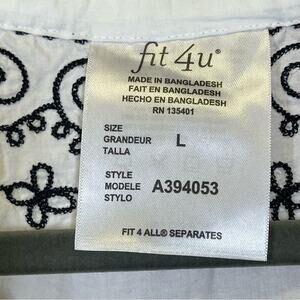 fit 4u®
MADE IN BANGLADESH
FAIT EN BANGLADESH
HECHO EN BANGLADESH
RN 135401
SIZE
GRANDEUR L
TALLA
STYLE
MODELE A394053
STYLO
FIT 4 ALL® SEPARATES